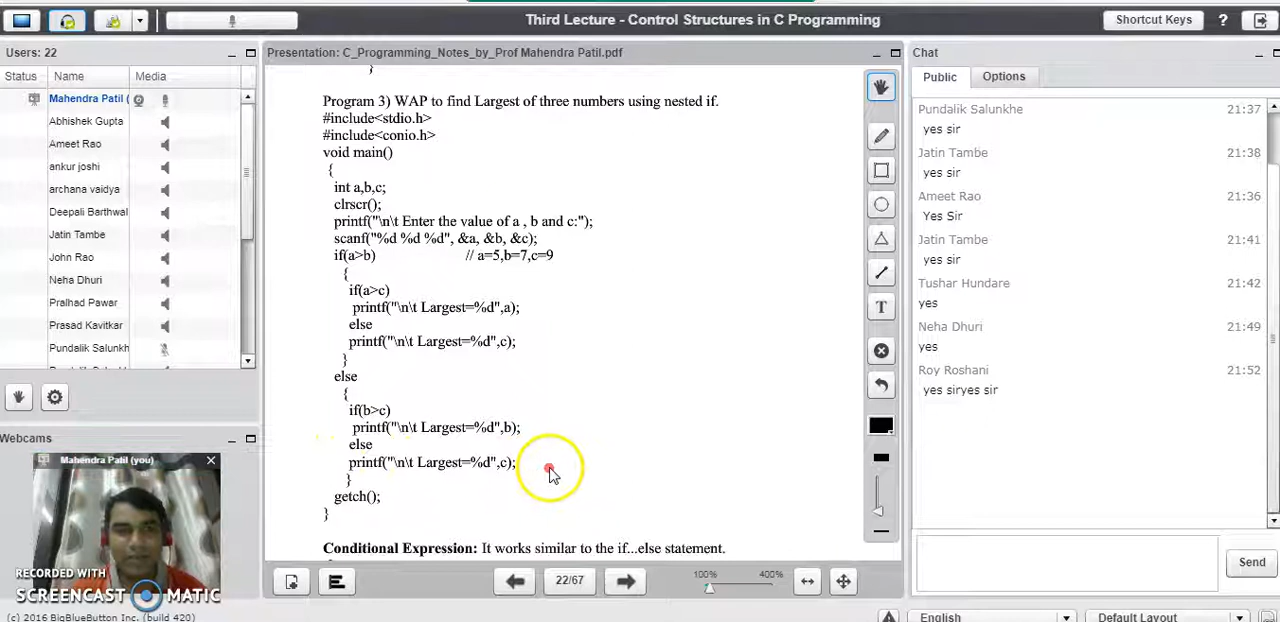 Third Lecture - Control Structures in C Programming
Shortcut Keys
?
Users: 22
Status Name Media
Mahendra Patil (
Abhishek Gupta
Ameet Rao
ankur joshi
archana vaidya
Deepali Barthwal
Jatin Tambe
John Rao
Neha Dhuri
Pralhad Pawar
Prasad Kavitkar
Pundalik Salunkh
Webcams
Mahendra Patil (you)
RECORDED WITH
SCREENCAST MATIC
(c) 2016 BigBlueButton Inc. (build 420)
Presentation: C_Programming_Notes_by_Prof Mahendra Patil.pdf
}
Program 3) WAP to find Largest of three numbers using nested if.
#include<stdio.h>
#include<conio.h>
void main()
{
int a,b,c;
clrscr();
printf("\n\t Enter the value of a , b and c:");
scanf("%d %d %d", &a, &b, &c);
if(a>b) // a=5,b=7,c=9
{
if(a>c)
printf("\n\t Largest=%d",a);
else
printf("\n\t Largest=%d",c);
}
else
{
if(b>c)
printf("\n\t Largest=%d",b);
else
printf("\n\t Largest=%d",c);
}
getch();
}
Conditional Expression: It works similar to the if...else statement.
T
22/67
100% 400%
Chat
Public Options
Pundalik Salunkhe 21:37
yes sir
Jatin Tambe 21:38
yes sir
Ameet Rao 21:36
Yes Sir
Jatin Tambe 21:41
yes sir
Tushar Hundare 21:42
yes
Neha Dhuri 21:49
yes
Roy Roshani 21:52
yes siryes sir
Send
English
Default Layout